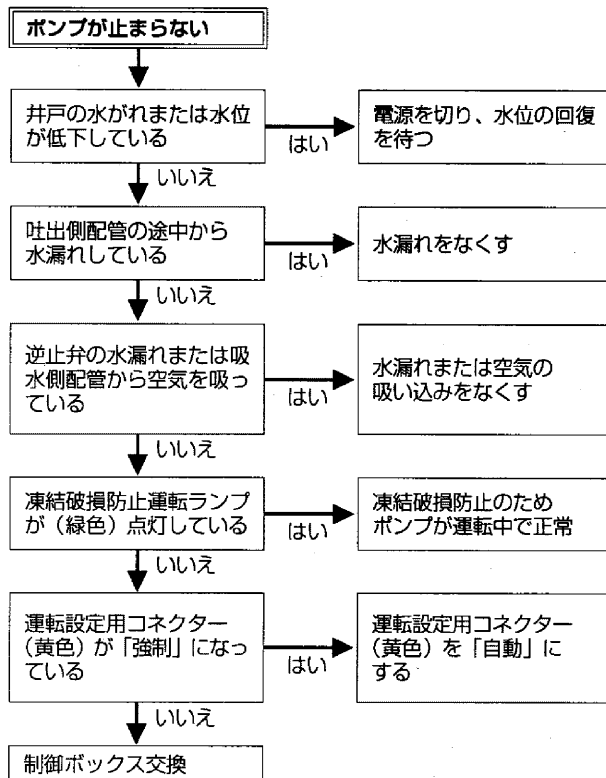 ポンプが止まらない
井戸の水がれまたは水位
が低下している
はい
電源を切り、水位の回復
を待つ
いいえ
吐出側配管の途中から
水漏れしている
はい
水漏れをなくす
いいえ
逆止弁の水漏れまたは吸
水側配管から空気を吸っ
ている
はい
水漏れまたは空気の
吸い込みをなくす
いいえ
凍結破損防止運転ランプ
が（緑色）点灯している
はい
凍結破損防止のため
ポンプが運転中で正常
いいえ
運転設定用コネクター
（黄色）が「強制」になっ
ている
はい
運転設定用コネクター
（黄色）を「自動」に
する
いいえ
制御ボックス交換